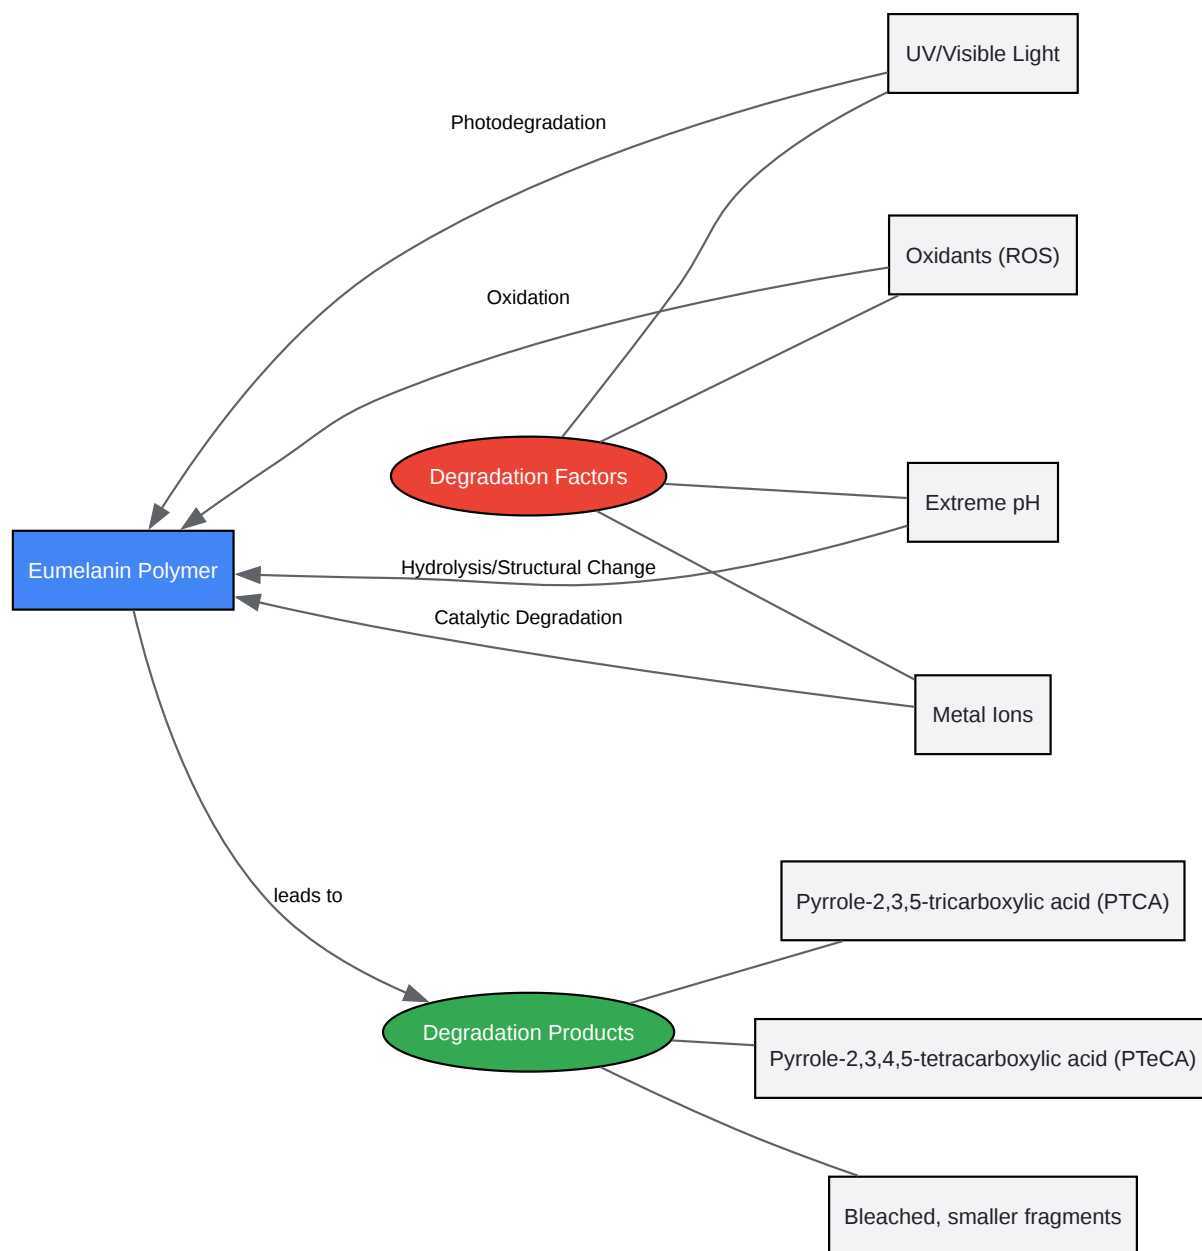 UV/Visible Light
Photodegradation
Oxidants (ROS)
Oxidation
Degradation Factors
Extreme pH
Eumelanin Polymer
Hydrolysis/Structural Change
Catalytic Degradation
Metal Ions
leads to
Pyrrole-2,3,5-tricarboxylic acid (PTCA)
Degradation Products
Pyrrole-2,3,4,5-tetracarboxylic acid (PTeCA)
Bleached, smaller fragments